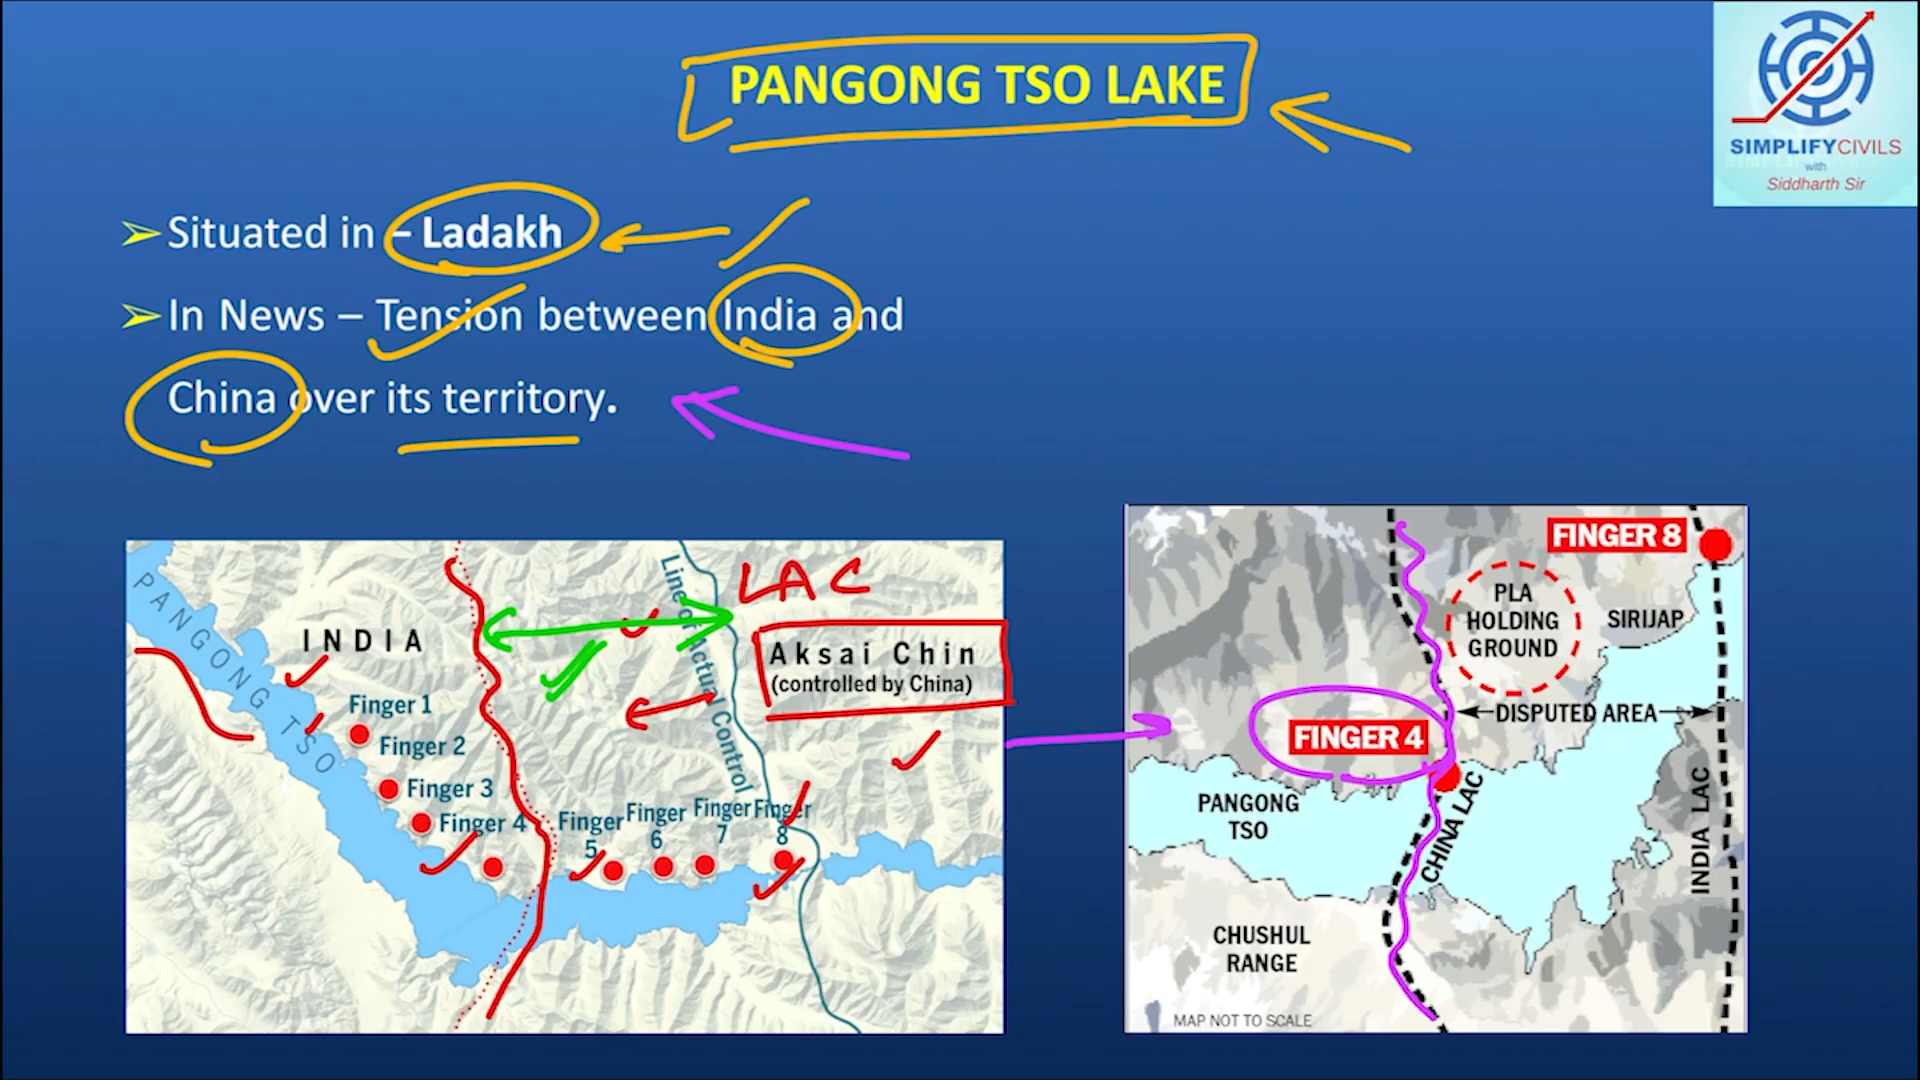 PANGONG TSO LAKE
SIMPLIFYCIVILS
with
Siddharth Sir
➢ Situated in – Ladakh
➢ In News – Tension between India and
China over its territory.
PANGONG TSO
INDIA
Finger 1
Finger 2
Finger 3
Finger 4
Finger 5
Finger 6
Finger 7
Finger 8
Line of Actual Control
LAC
Aksai Chin
(controlled by China)
FINGER 8
PLA
HOLDING
GROUND
SIRIJAP
DISPUTED AREA
FINGER 4
PANGONG
TSO
CHINA LAC
INDIA LAC
CHUSHUL
RANGE
MAP NOT TO SCALE